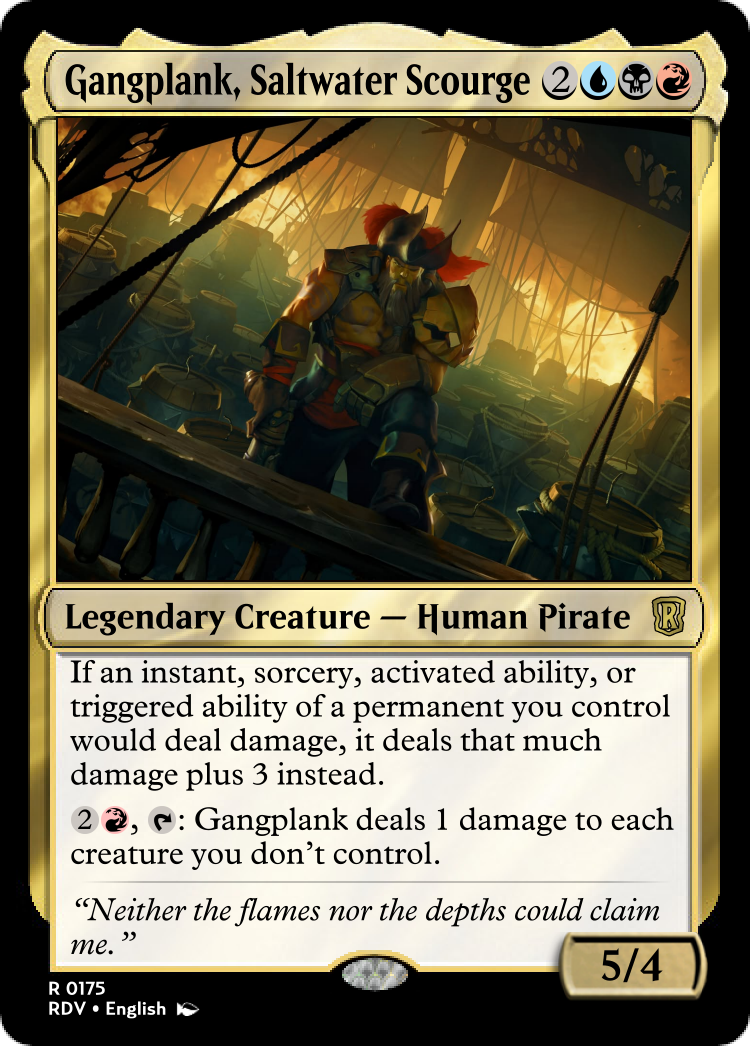 Gangplank, Saltwater Scourge 2
Legendary Creature — Human Pirate R
If an instant, sorcery, activated ability, or
triggered ability of a permanent you control
would deal damage, it deals that much
damage plus 3 instead.
2, : Gangplank deals 1 damage to each
creature you don't control.
“Neither the flames nor the depths could claim
me.”
5/4
R 0175
RDV • English